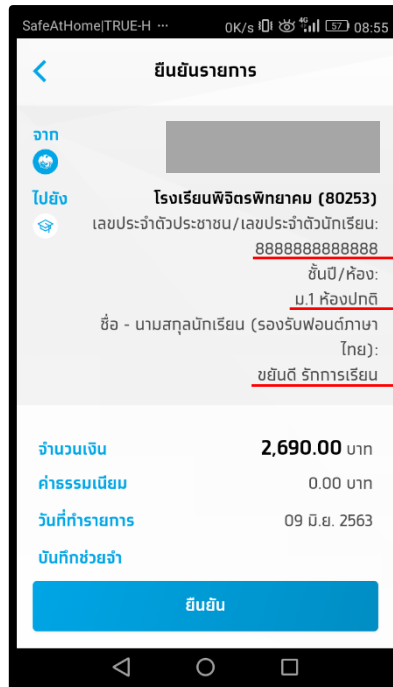 SafeAtHome|TRUE-H ... 0K/s 4G 57 08:55
ยืนยันรายการ
จาก
ไปยัง โรงเรียนพิจิตรพิทยาคม (80253)
เลขประจำตัวประชาชน/เลขประจำตัวนักเรียน:
8888888888888
ชั้นปี/ห้อง:
ม.1 ห้องปกติ
ชื่อ - นามสกุลนักเรียน (รองรับฟอนต์ภาษา
ไทย):
ขยันดี รักการเรียน
จำนวนเงิน 2,690.00 บาท
ค่าธรรมเนียม 0.00 บาท
วันที่ทำรายการ 09 มิ.ย. 2563
บันทึกช่วยจำ
ยืนยัน